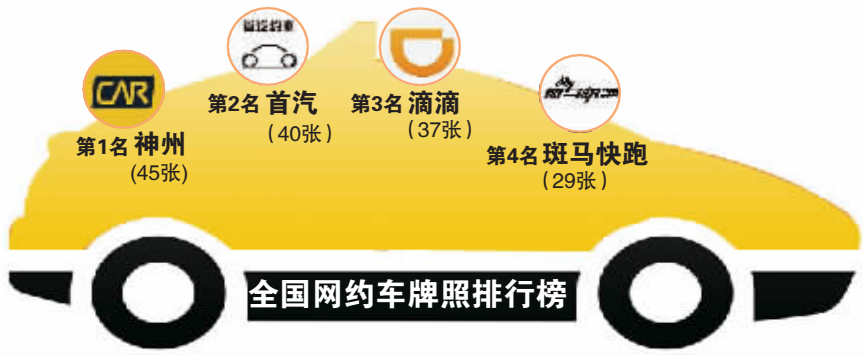 CAR
第1名 神州
(45张)
首汽约车
第2名 首汽
（40张）
第3名 滴滴
（37张）
第4名 斑马快跑
（29张）
全国网约车牌照排行榜